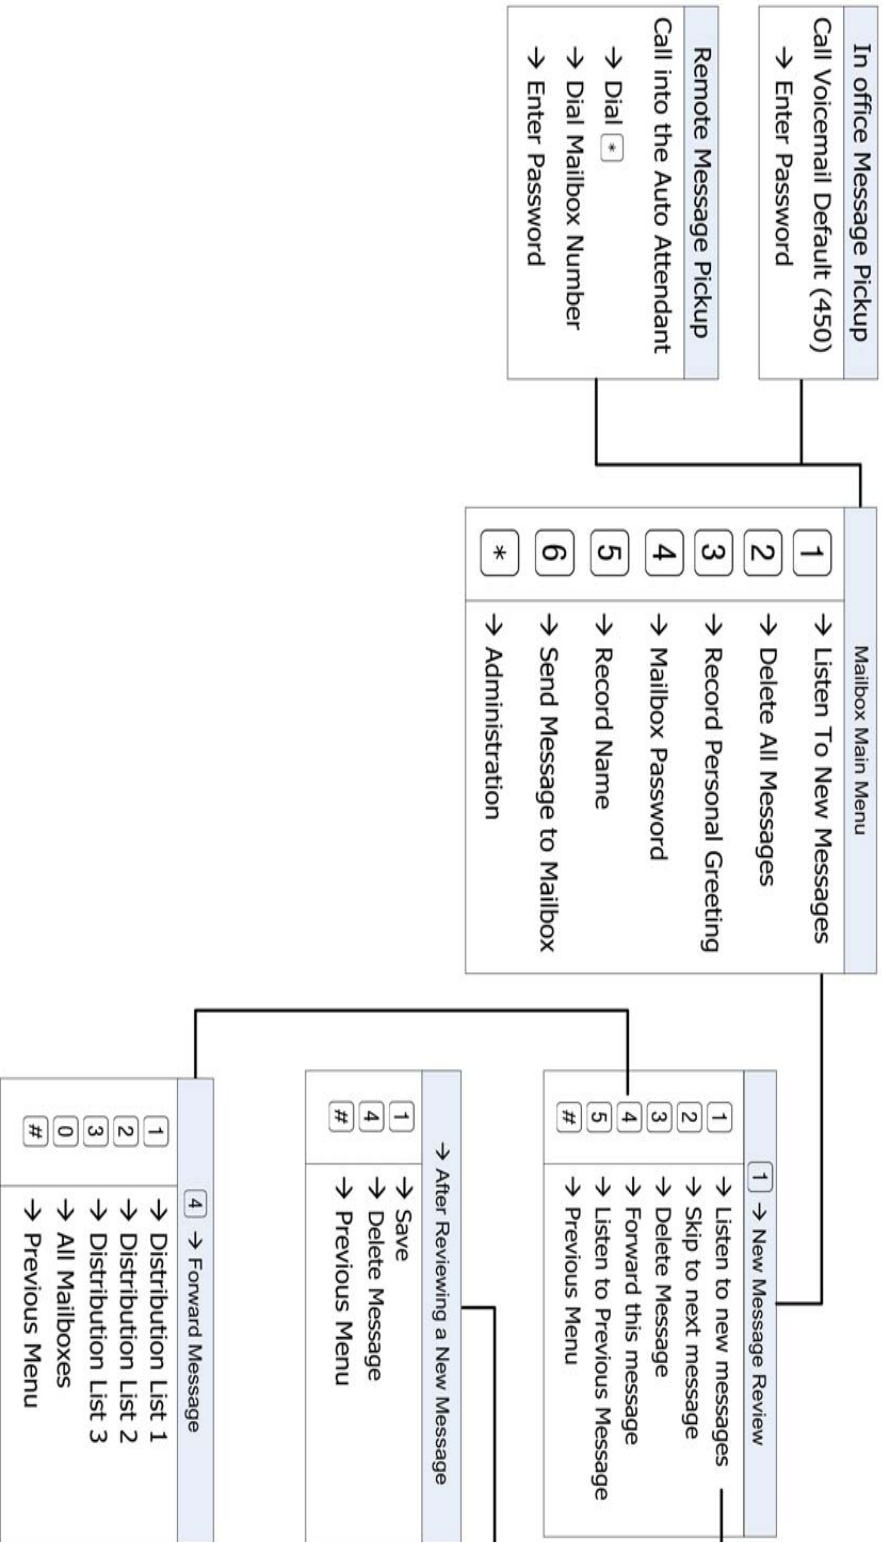 In office Message Pickup
Call Voicemail Default (450)
→ Enter Password
Remote Message Pickup
Call into the Auto Attendant
→ Dial *
→ Dial Mailbox Number
→ Enter Password
Mailbox Main Menu
1 → Listen To New Messages
2 → Delete All Messages
3 → Record Personal Greeting
4 → Mailbox Password
5 → Record Name
6 → Send Message to Mailbox
* → Administration
1 → New Message Review
1 → Listen to new messages
2 → Skip to next message
3 → Delete Message
4 → Forward this message
5 → Listen to Previous Message
# → Previous Menu
→ After Reviewing a New Message
1 → Save
4 → Delete Message
# → Previous Menu
4 → Forward Message
1 → Distribution List 1
2 → Distribution List 2
3 → Distribution List 3
0 → All Mailboxes
# → Previous Menu